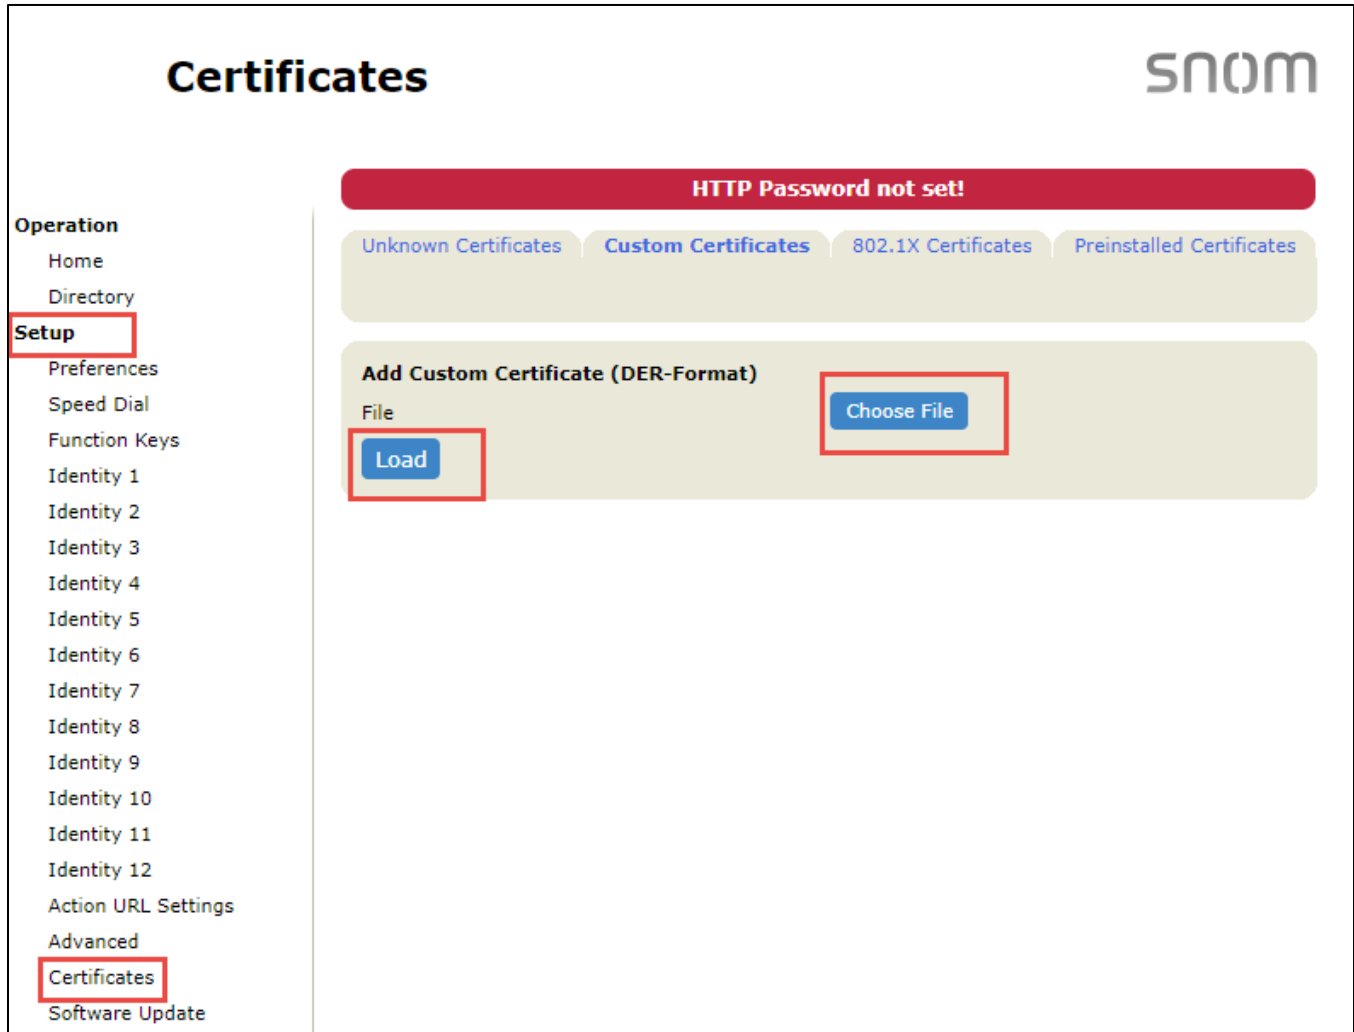 Certificates
snom
HTTP Password not set!
Unknown Certificates Custom Certificates 802.1X Certificates Preinstalled Certificates
Operation
Home
Directory
Setup
Preferences
Speed Dial
Function Keys
Identity 1
Identity 2
Identity 3
Identity 4
Identity 5
Identity 6
Identity 7
Identity 8
Identity 9
Identity 10
Identity 11
Identity 12
Action URL Settings
Advanced
Certificates
Software Update
Add Custom Certificate (DER-Format)
File Choose File
Load